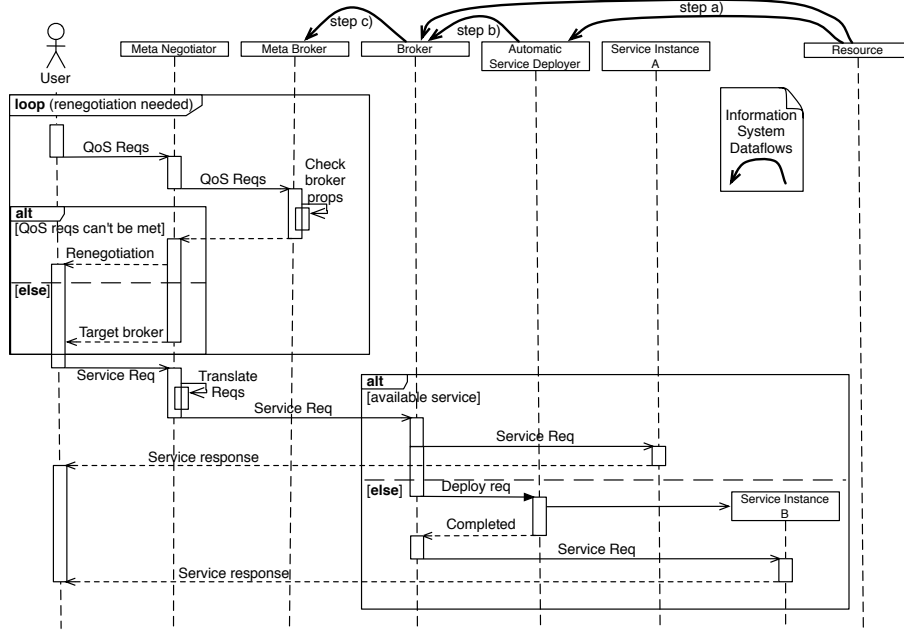 step c)
step b)
step a)
User
Meta Negotiator
Meta Broker
Broker
Automatic
Service Deployer
Service Instance
A
Resource
loop (renegotiation needed)
Information
System
Dataflows
QoS Reqs
QoS Reqs
Check
broker
props
alt
[QoS reqs can't be met]
Renegotiation
[else]
Target broker
Service Req
Translate
Reqs
alt
[available service]
Service Req
Service Req
Service response
[else]
Deploy req
Service Instance
B
Completed
Service Req
Service response